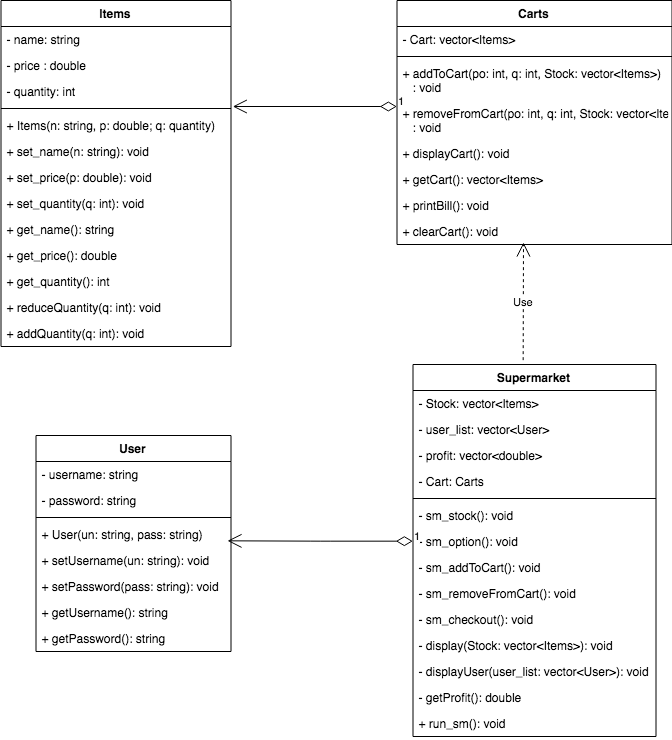 Items
- name: string
- price : double
- quantity: int
+ Items(n: string, p: double; q: quantity)
+ set_name(n: string): void
+ set_price(p: double): void
+ set_quantity(q: int): void
+ get_name(): string
+ get_price(): double
+ get_quantity(): int
+ reduceQuantity(q: int): void
+ addQuantity(q: int): void
Carts
- Cart: vector<Items>
+ addToCart(po: int, q: int, Stock: vector<Items>)
: void
+ removeFromCart(po: int, q: int, Stock: vector<Ite
: void
+ displayCart(): void
+ getCart(): vector<Items>
+ printBill(): void
+ clearCart(): void
1
Use
User
- username: string
- password: string
+ User(un: string, pass: string)
+ setUsername(un: string): void
+ setPassword(pass: string): void
+ getUsername(): string
+ getPassword(): string
1
Supermarket
- Stock: vector<Items>
- user_list: vector<User>
- profit: vector<double>
- Cart: Carts
- sm_stock(): void
- sm_option(): void
- sm_addToCart(): void
- sm_removeFromCart(): void
- sm_checkout(): void
- display(Stock: vector<Items>): void
- displayUser(user_list: vector<User>): void
- getProfit(): double
+ run_sm(): void